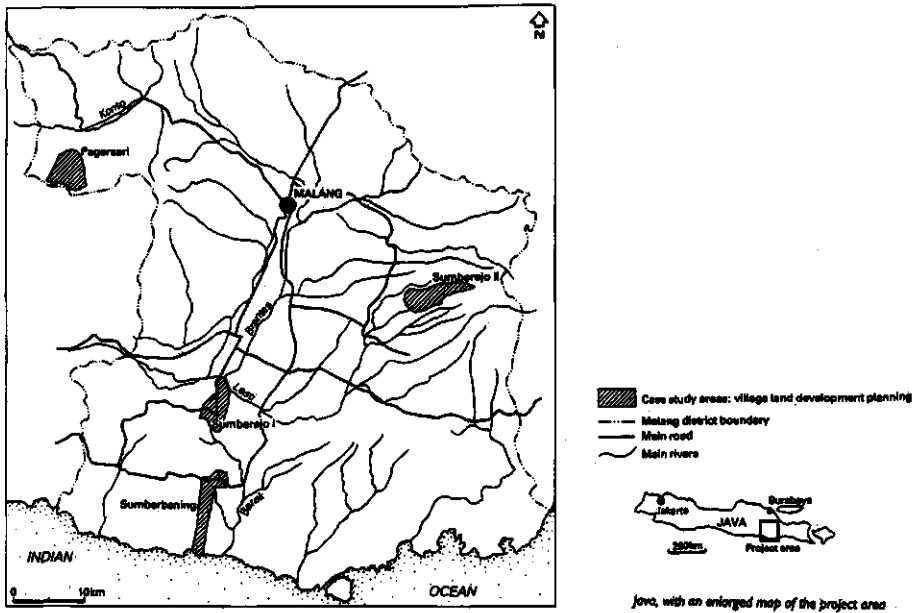 N
Konto
Pagersari
MALANG
Sumberejo II
Brantas
Lesti
Sumberejo I
Sumberbening
Barek
INDIAN
OCEAN
0 10km
Case study areas: village land development planning
Malang district boundary
Main road
Main rivers
Surabaya
Jakarta
JAVA
Project area
Java, with an enlarged map of the project area